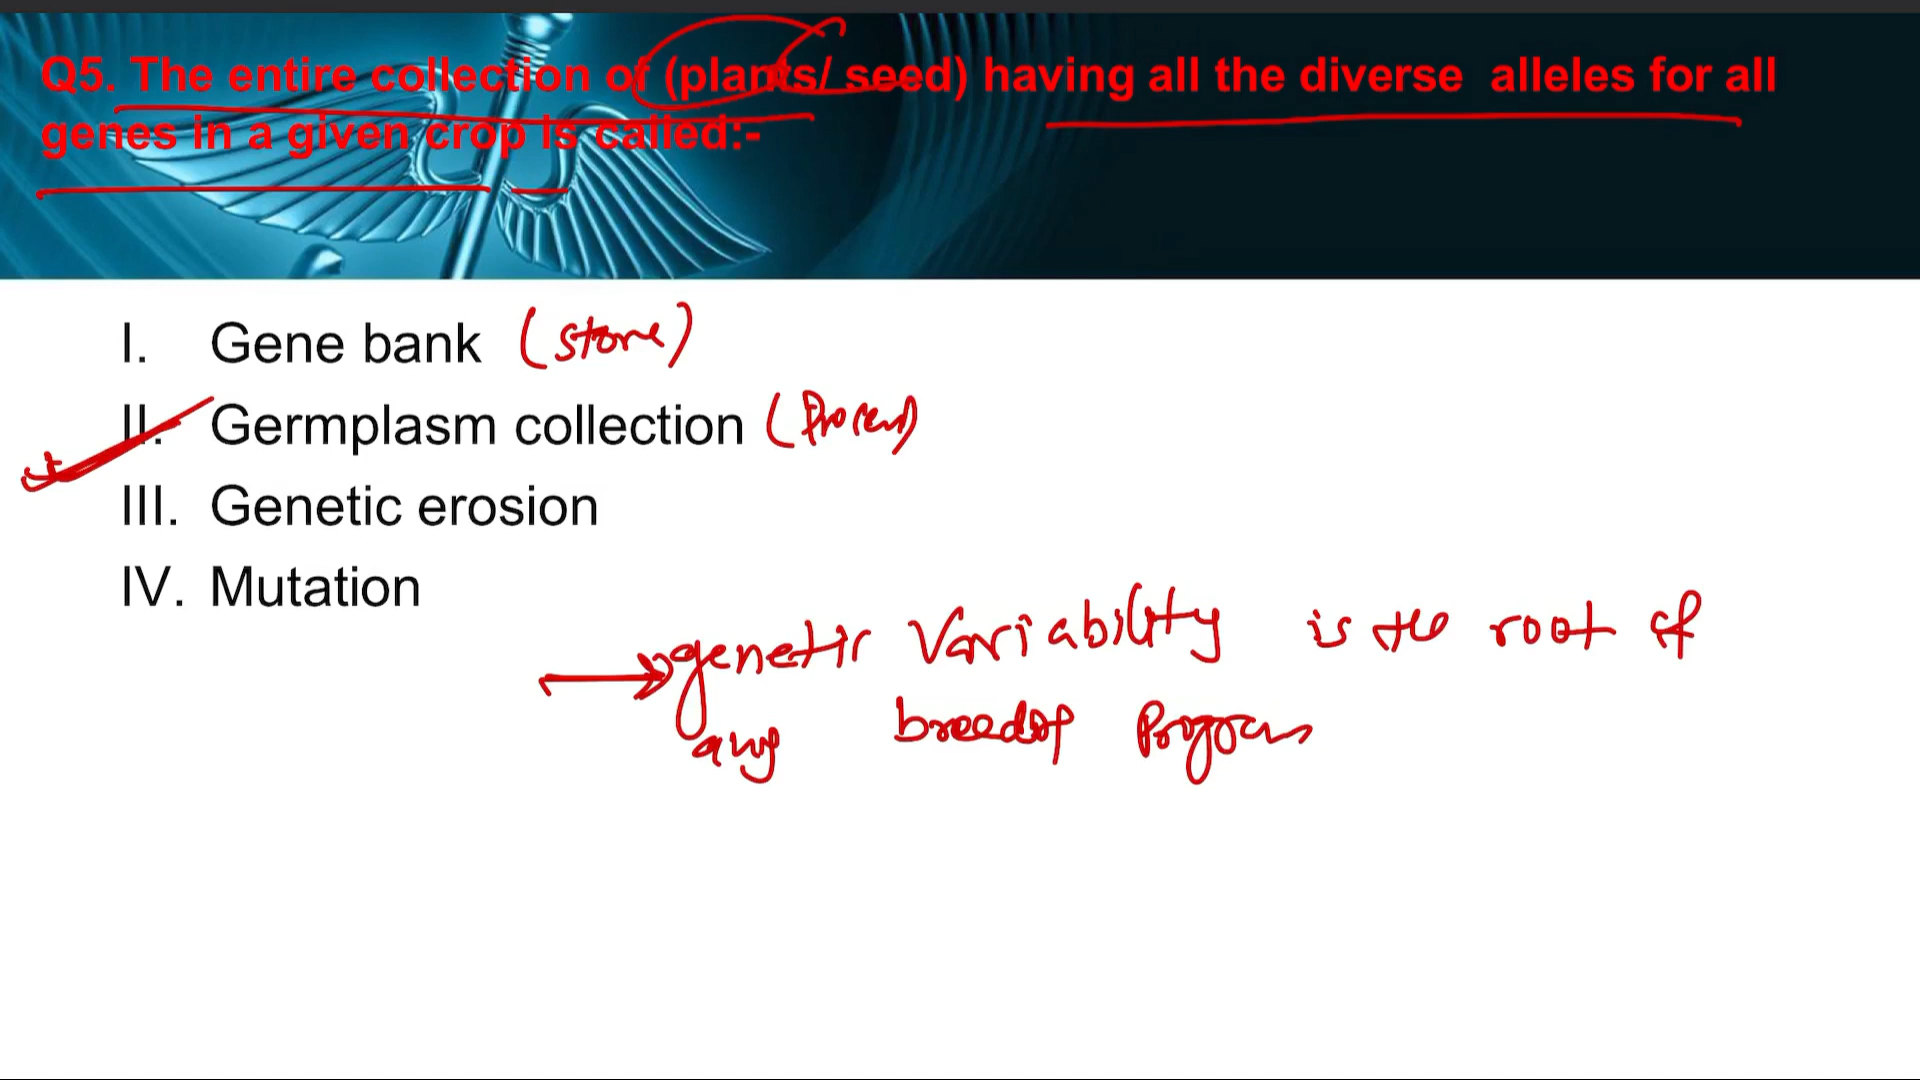 Q5. The entire collection of (plants/ seed) having all the diverse alleles for all
genes in a given crop is called:-
I. Gene bank (store)
II. Germplasm collection
III. Genetic erosion
IV. Mutation
genetic variability is the root of
any program